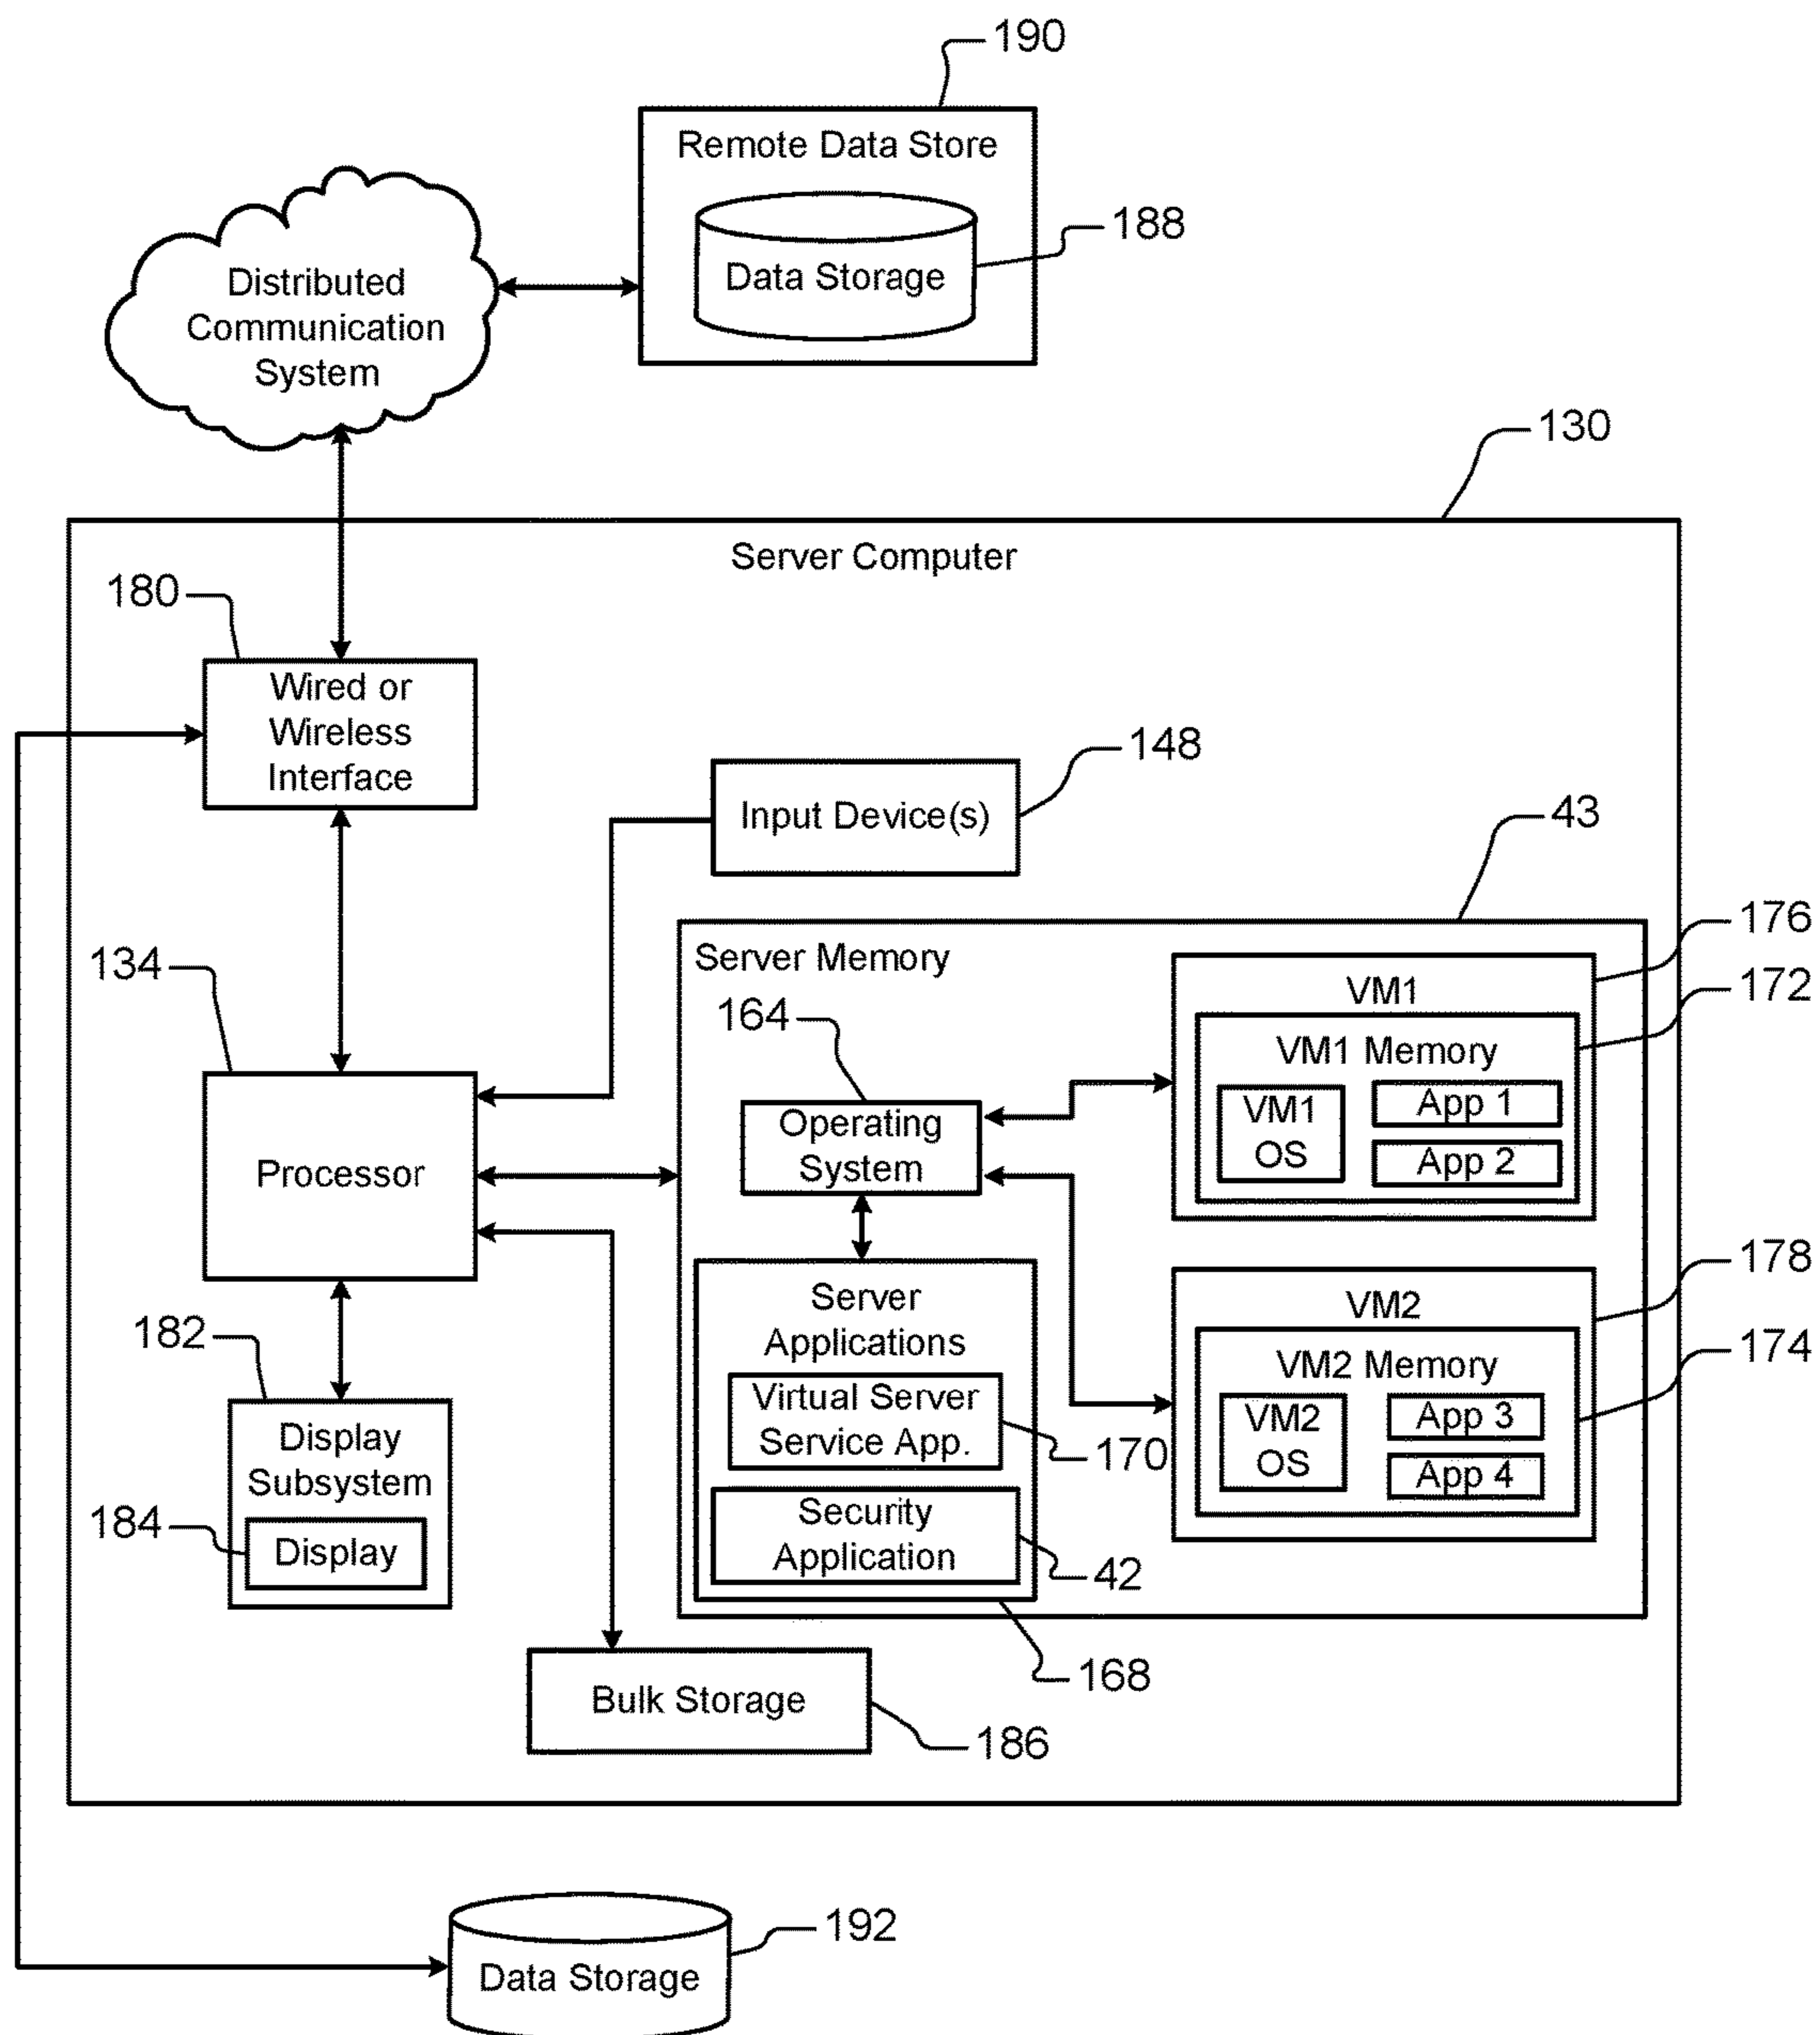 190
Remote Data Store
188
Data Storage
Distributed
Communication
System
130
Server Computer
180
Wired or
Wireless
Interface
148
Input Device(s)
43
176
134
Server Memory
VM1
172
164
VM1 Memory
Operating
System
VM1
OS
App 1
App 2
Processor
178
Server
Applications
VM2
182
VM2 Memory
174
Virtual Server
Service App.
VM2
OS
App 3
App 4
Display
Subsystem
170
184
Display
Security
Application
42
168
Bulk Storage
186
192
Data Storage